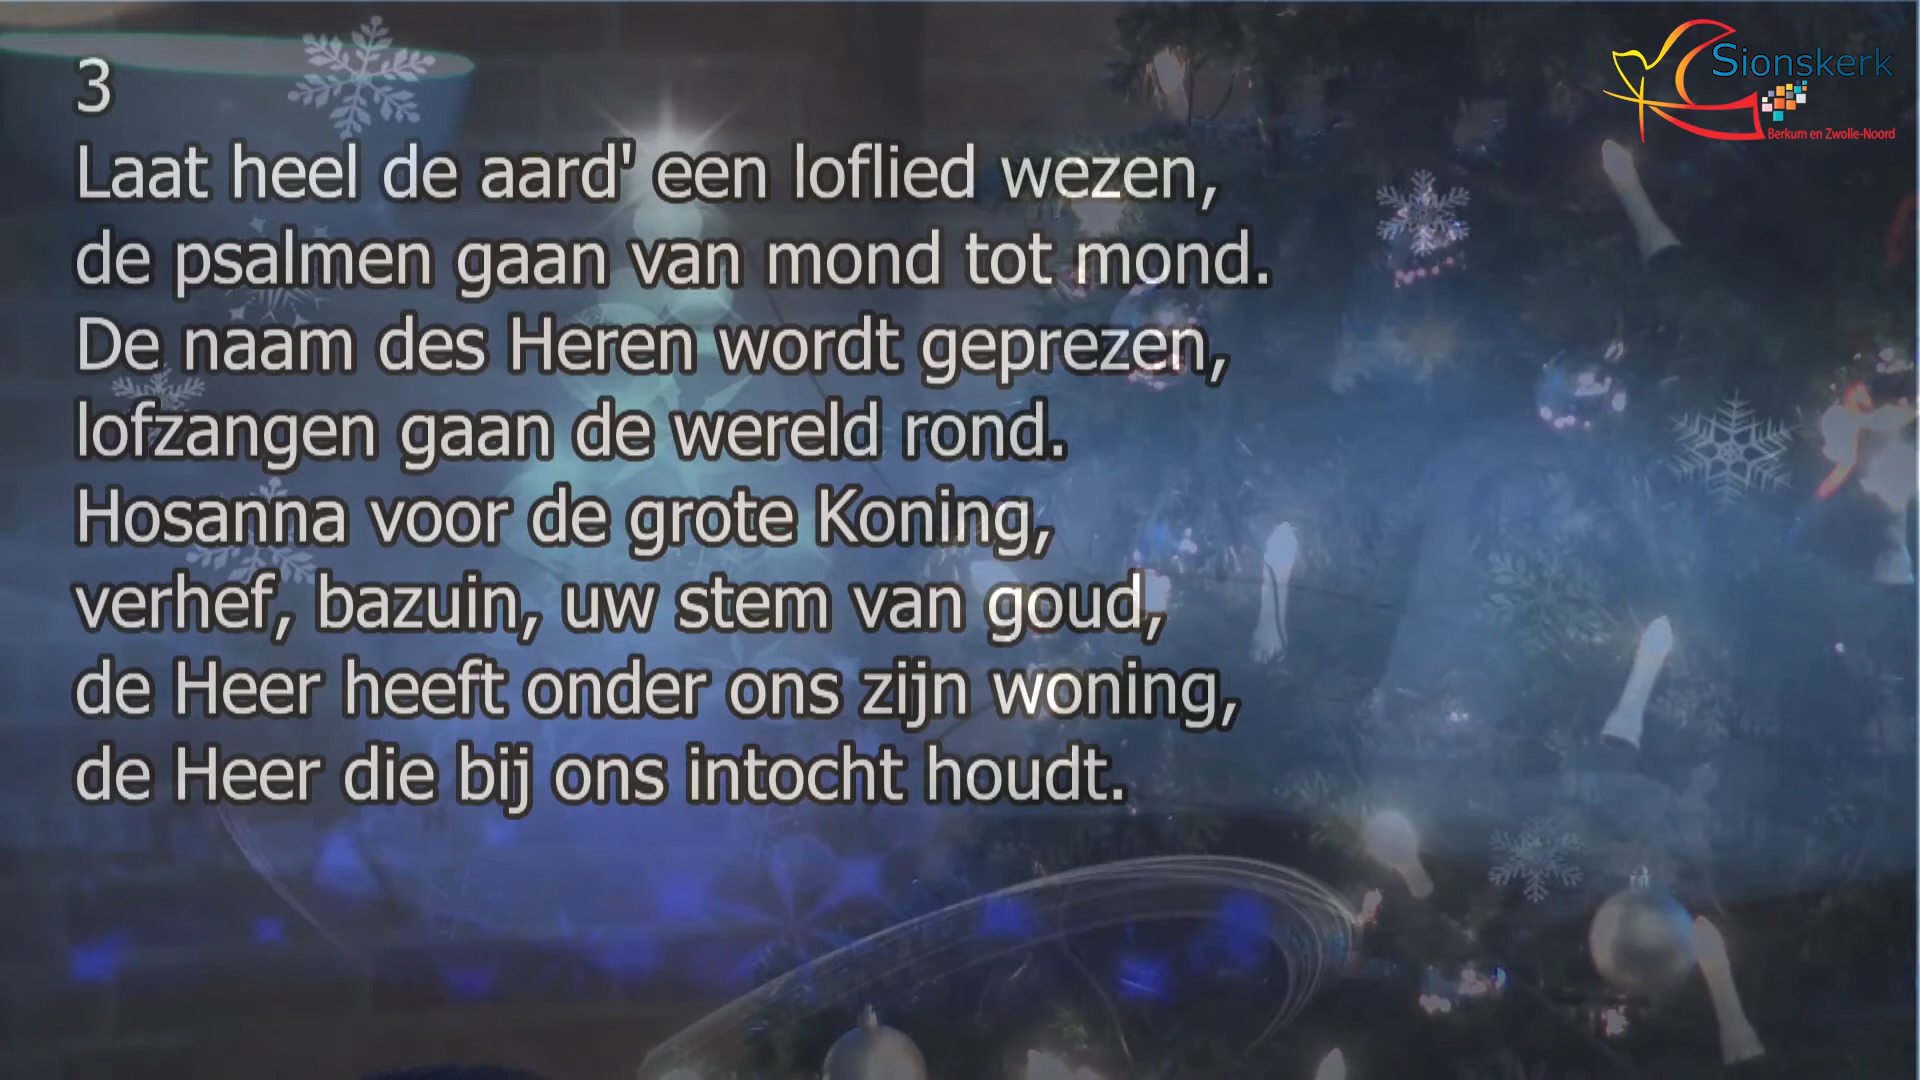 3
Laat heel de aard' een loflied wezen,
de psalmen gaan van mond tot mond.
De naam des Heren wordt geprezen,
lofzangen gaan de wereld rond.
Hosanna voor de grote Koning,
verhef, bazuin, uw stem van goud,
de Heer heeft onder ons zijn woning,
de Heer die bij ons intocht houdt.
Sionskerk
Berkum en Zwolle-Noord